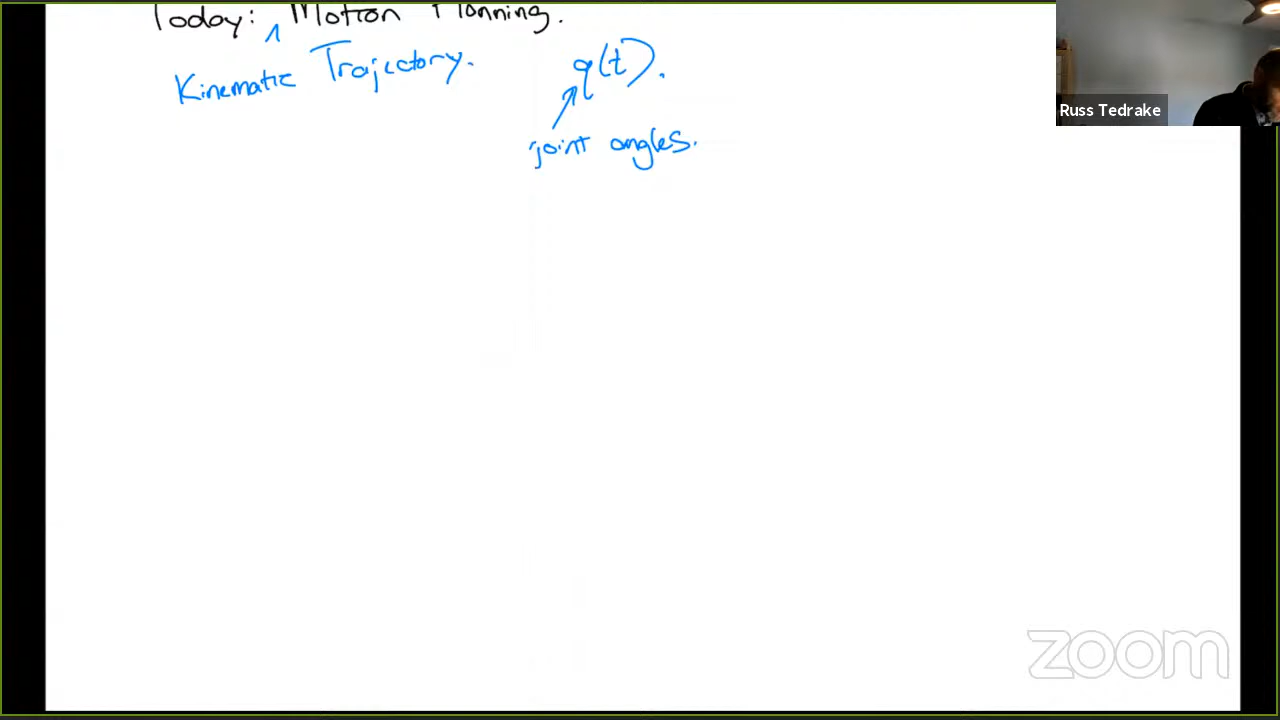 Today: ^ Motion Planning.
Kinematic Trajectory. q(t).
joint angles.
Russ Tedrake
zoom